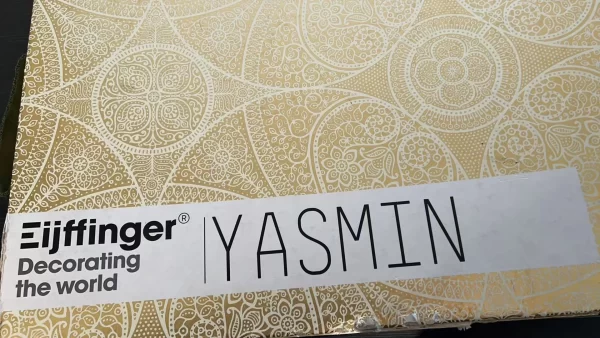 Eijffinger®
Decorating
the world
YASMIN